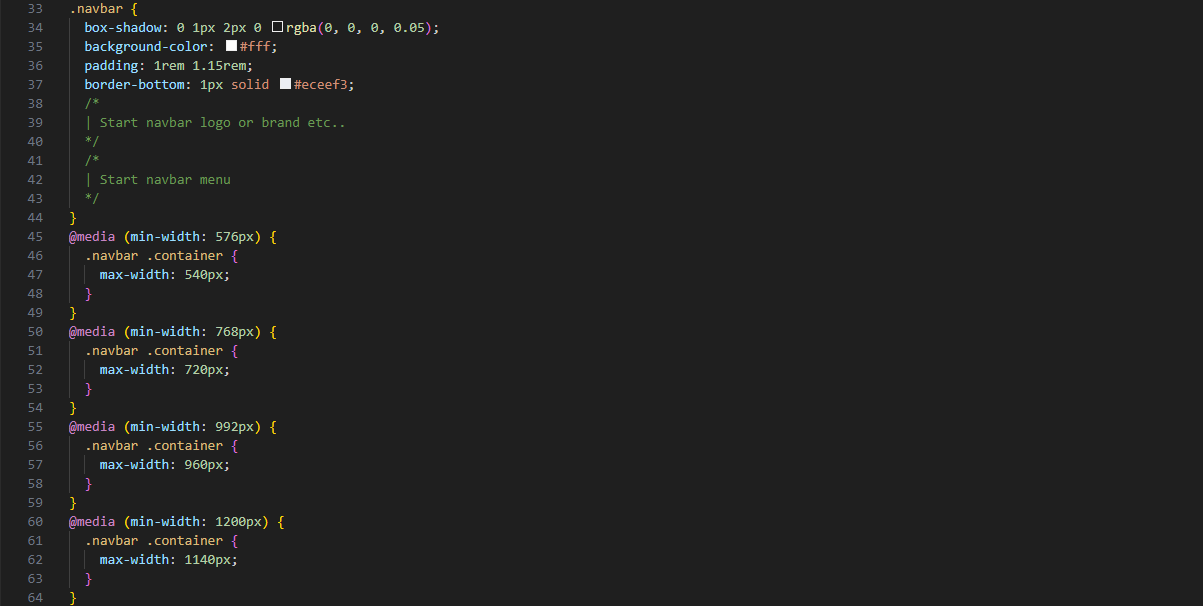 33 .navbar {
34 box-shadow: 0 1px 2px 0 rgba(0, 0, 0, 0.05);
35 background-color: #fff;
36 padding: 1rem 1.15rem;
37 border-bottom: 1px solid #eceef3;
38 /*
39 | Start navbar logo or brand etc..
40 */
41 /*
42 | Start navbar menu
43 */
44 }
45 @media (min-width: 576px) {
46 .navbar .container {
47 max-width: 540px;
48 }
49 }
50 @media (min-width: 768px) {
51 .navbar .container {
52 max-width: 720px;
53 }
54 }
55 @media (min-width: 992px) {
56 .navbar .container {
57 max-width: 960px;
58 }
59 }
60 @media (min-width: 1200px) {
61 .navbar .container {
62 max-width: 1140px;
63 }
64 }